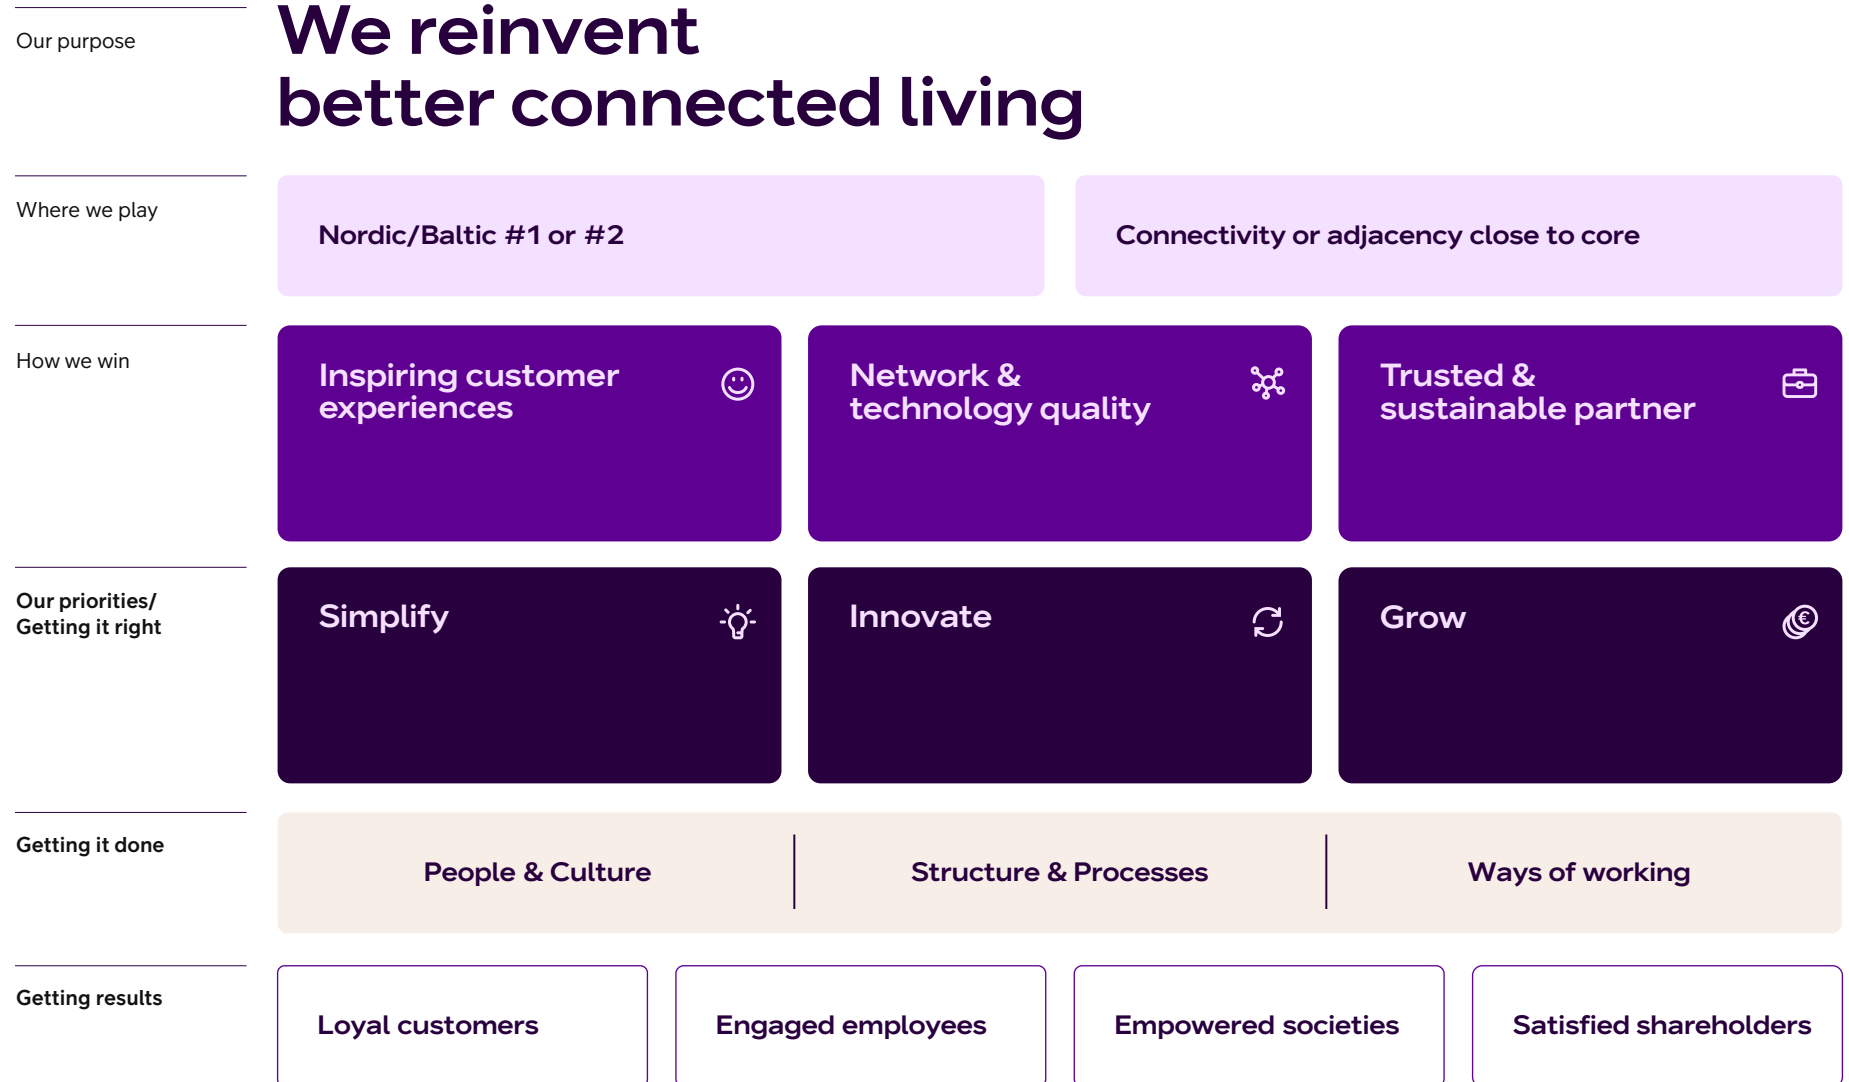 Our purpose
We reinvent
better connected living
Where we play
Nordic/Baltic #1 or #2
Connectivity or adjacency close to core
How we win
Inspiring customer
experiences
Network &
technology quality
Trusted &
sustainable partner
Our priorities/
Getting it right
Simplify
Innovate
Grow
€
Getting it done
People & Culture
Structure & Processes
Ways of working
Getting results
Loyal customers
Engaged employees
Empowered societies
Satisfied shareholders